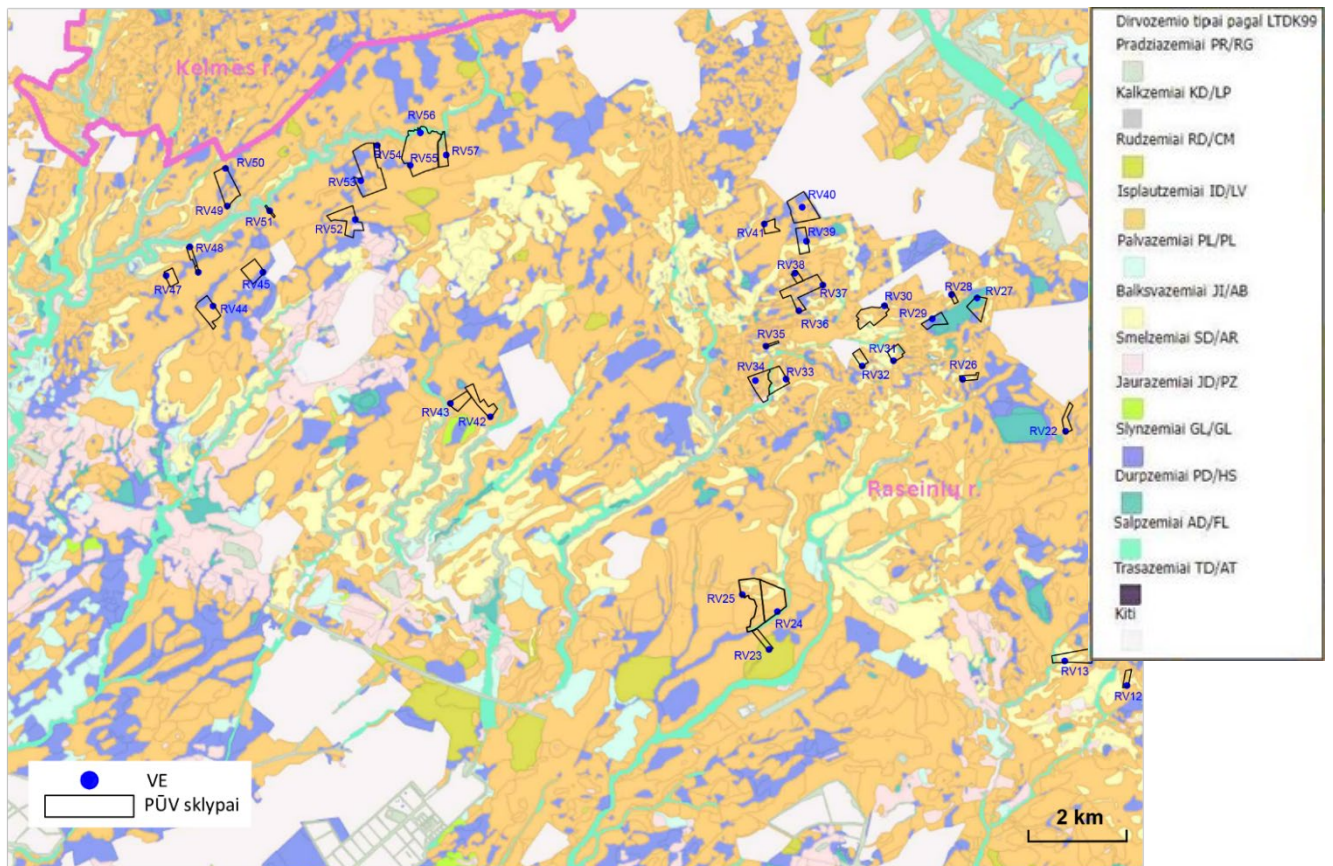 Kelmės r.
RV56
RV54
RV55
RV57
RV50
RV53
RV49
RV51
RV52
RV48
RV47
RV45
RV44
RV40
RV41
RV39
RV38
RV37
RV36
RV30
RV28
RV27
RV29
RV35
RV31
RV32
RV34
RV33
RV26
RV43
RV42
RV22
Raseinių r.
RV25
RV24
RV23
RV13
RV12
VE
PŪV sklypai
2 km
Dirvozemio tipai pagal LTDK99
Pradziazemiai PR/RG
Kalkzemiai KD/LP
Rudzemiai RD/CM
Isplautzemiai ID/LV
Palvazemiai PL/PL
Balksvazemiai JI/AB
Smelzemiai SD/AR
Jaurazemiai JD/PZ
Slynzemiai GL/GL
Durpzemiai PD/HS
Salpzemiai AD/FL
Trasazemiai TD/AT
Kiti